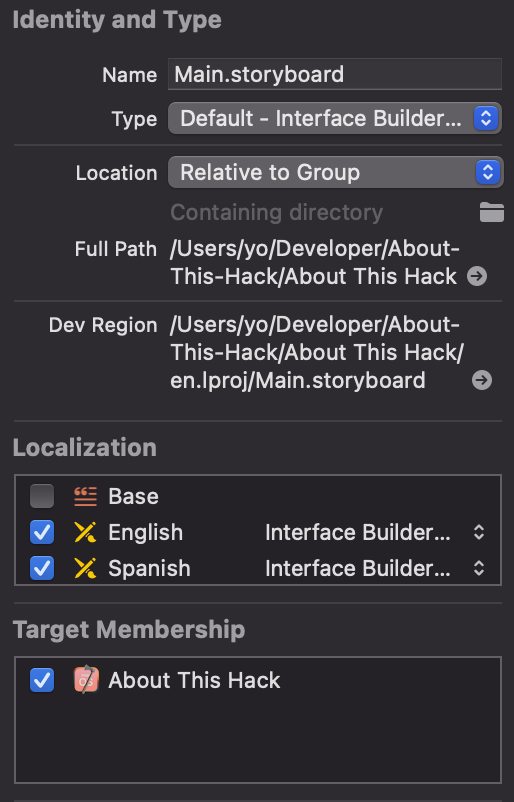 Identity and Type
Name Main.storyboard
Type Default - Interface Builder...
Location Relative to Group
Containing directory
Full Path /Users/yo/Developer/About-
This-Hack/About This Hack
Dev Region /Users/yo/Developer/About-
This-Hack/About This Hack/
en.lproj/Main.storyboard
Localization
Base
English Interface Builder...
Spanish Interface Builder...
Target Membership
About This Hack